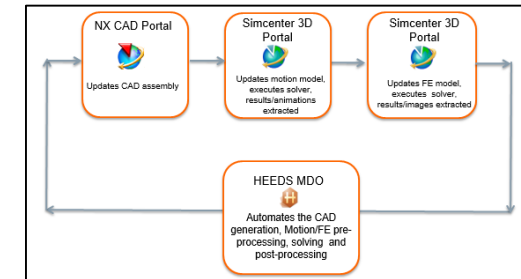 NX CAD Portal
Updates CAD assembly
Simcenter 3D
Portal
Updates motion model,
executes solver,
results/animations
extracted
Simcenter 3D
Portal
Updates FE model,
executes solver,
results/images extracted
HEEDS MDO
Automates the CAD
generation, Motion/FE pre-
processing, solving and
post-processing